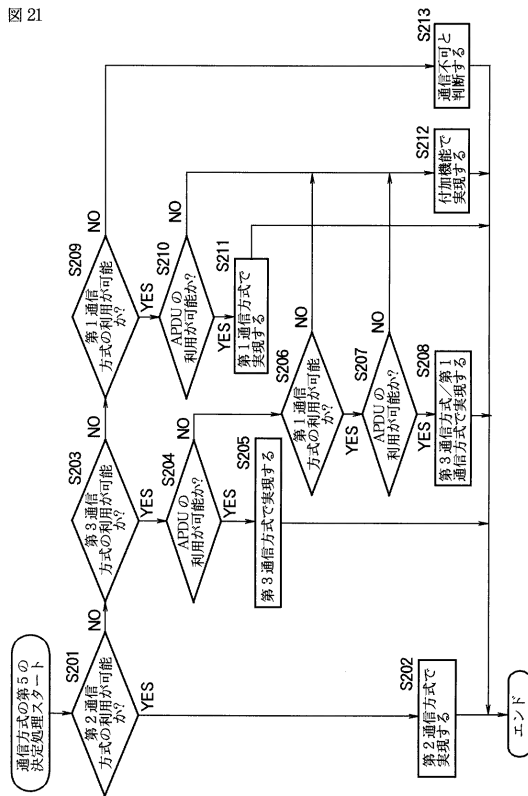 図 21
通信方式の第5の
決定処理スタート
S201
第2通信
方式の利用が可能
か?
NO
YES
S202
第2通信方式で
実現する
エンド
S203
第3通信
方式の利用が可能
か?
NO
YES
S204
APDUの
利用が可能か?
NO
YES
S205
第3通信方式で実現する
S206
第1通信
方式の利用が可能
か?
NO
YES
S207
APDUの
利用が可能か?
NO
YES
S208
第3通信方式/第1
通信方式で実現する
S209
第1通信
方式の利用が可能
か?
NO
YES
S210
APDUの
利用が可能か?
NO
YES
S211
第1通信方式で
実現する
S212
付加機能で
実現する
S213
通信不可と
判断する